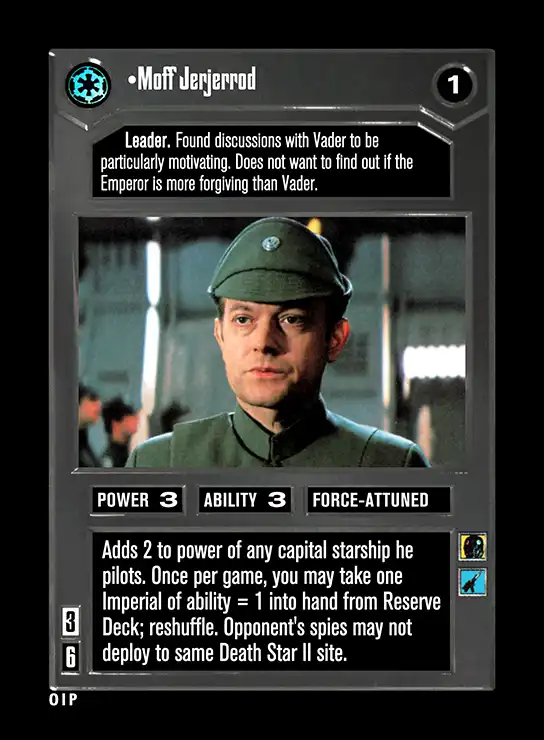 •Moff Jerjerrod
1
Leader. Found discussions with Vader to be
particularly motivating. Does not want to find out if the
Emperor is more forgiving than Vader.
POWER 3 ABILITY 3 FORCE-ATTUNED
Adds 2 to power of any capital starship he
pilots. Once per game, you may take one
Imperial of ability = 1 into hand from Reserve
Deck; reshuffle. Opponent's spies may not
deploy to same Death Star II site.
3
6
OIP